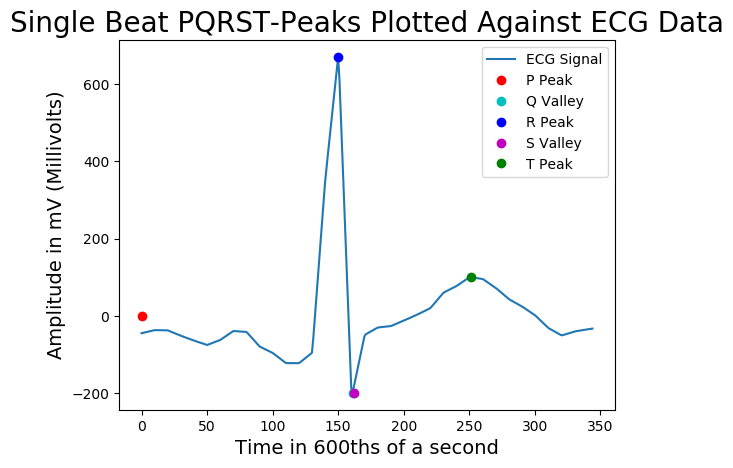 Single Beat PQRST-Peaks Plotted Against ECG Data
Amplitude in mV (Millivolts)
600
400
200
0
−200
ECG Signal
P Peak
Q Valley
R Peak
S Valley
T Peak
0 50 100 150 200 250 300 350
Time in 600ths of a second